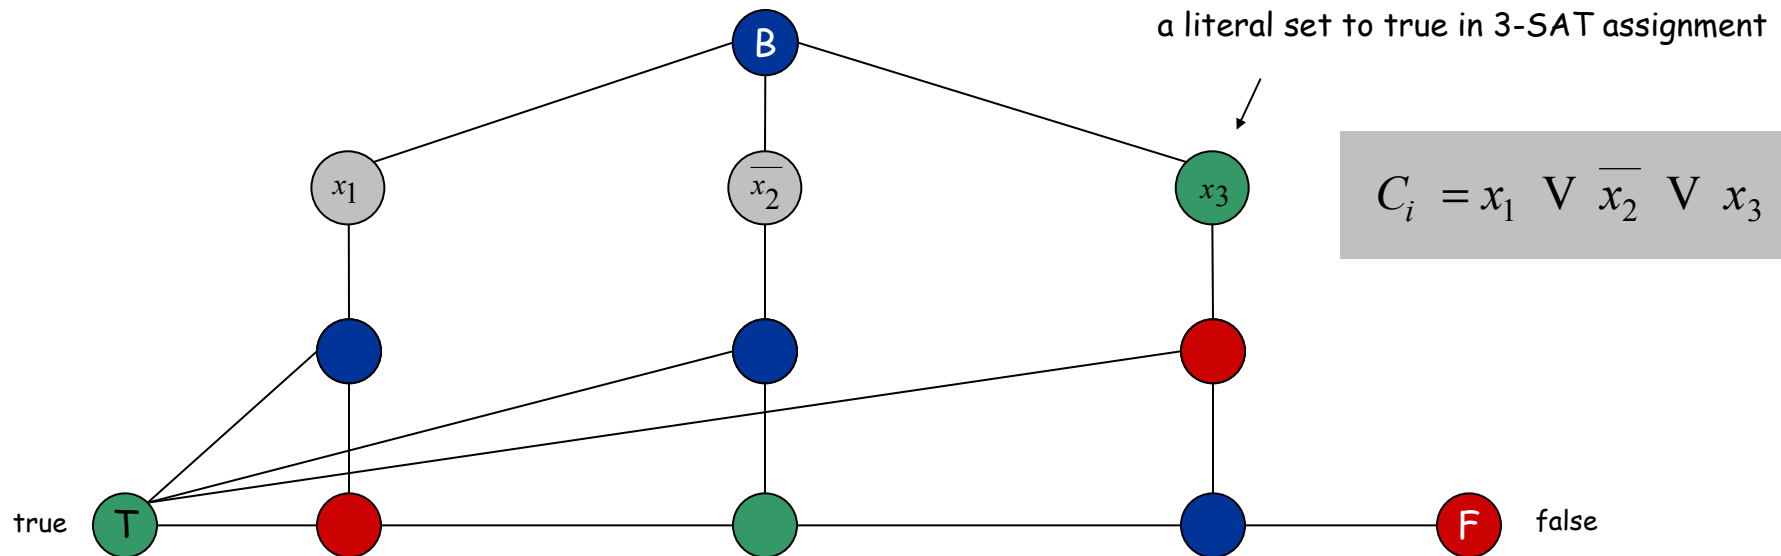 B
a literal set to true in 3-SAT assignment
x₁
x̅₂
x₃
Cᵢ = x₁ V x̅₂ V x₃
true
T
F
false